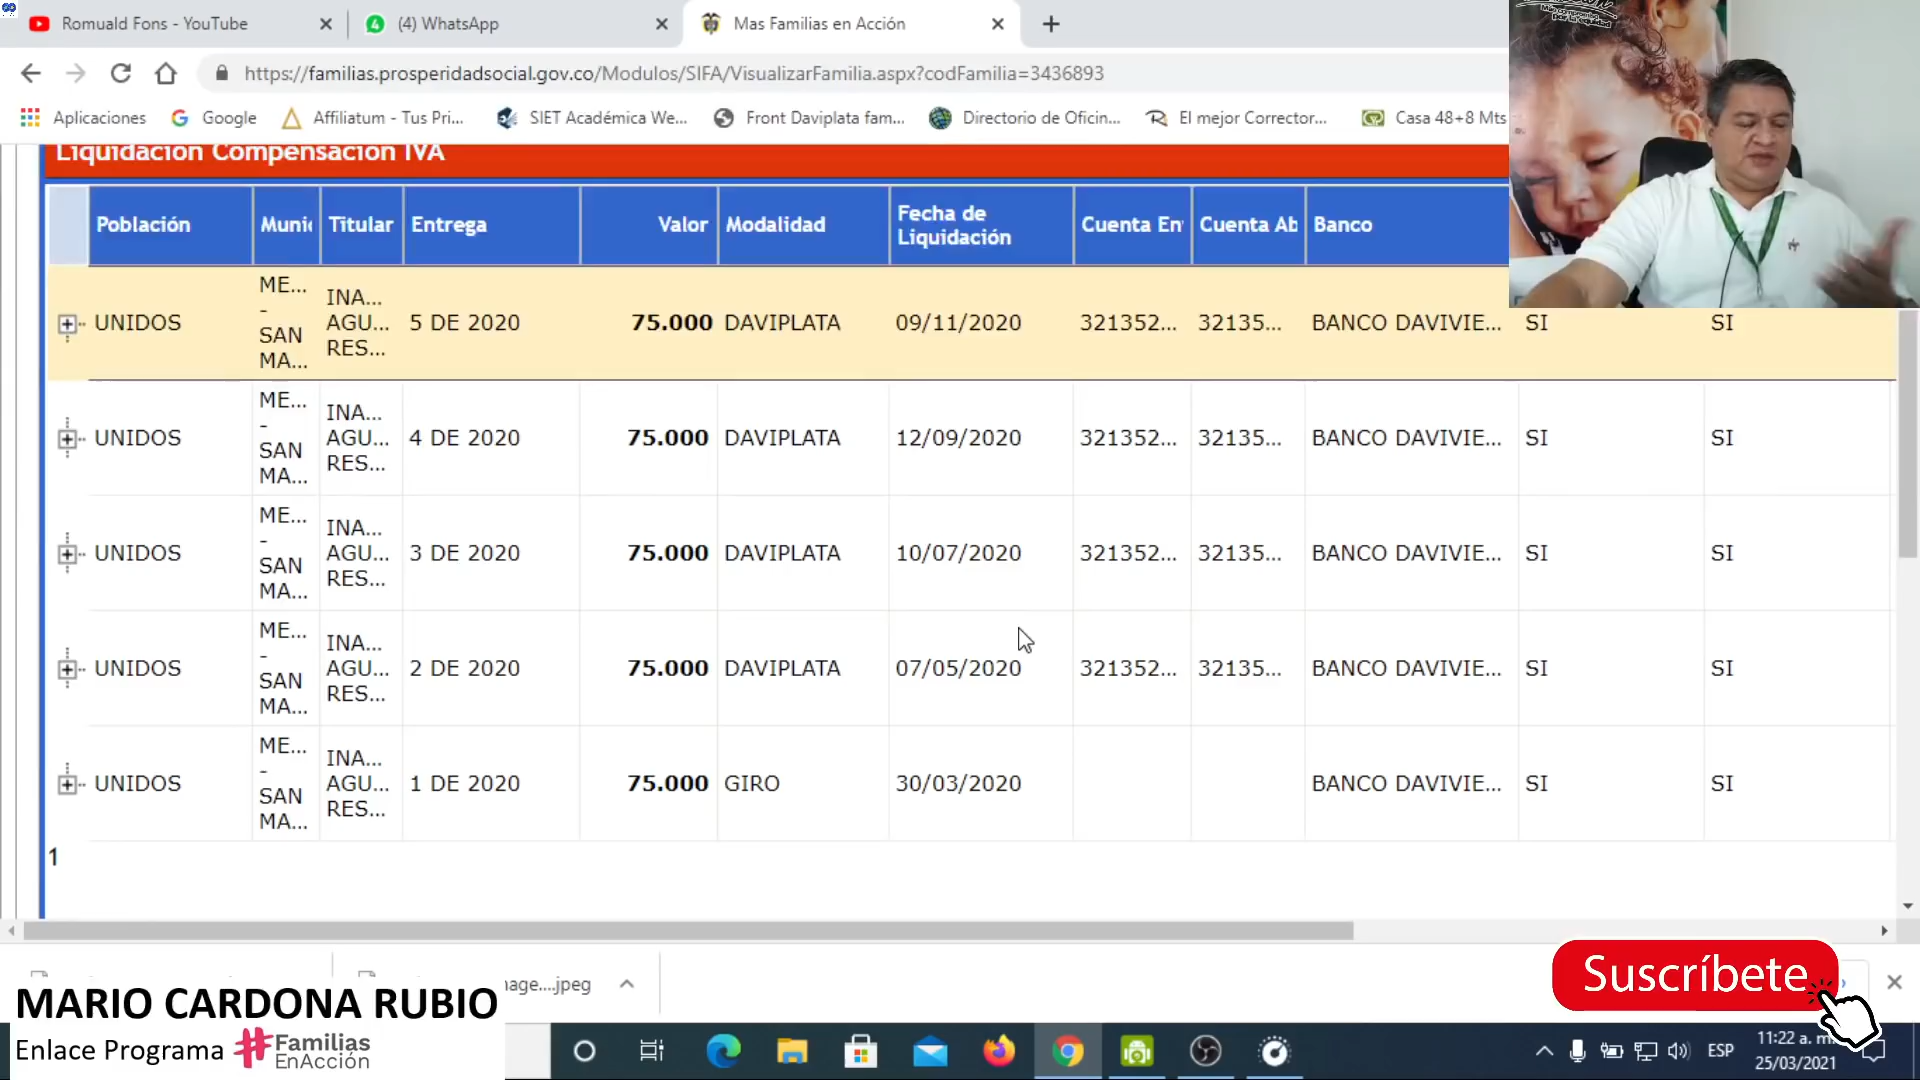 Romuald Fons - YouTube
(4) WhatsApp
Mas Familias en Acción
https://familias.prosperidadsocial.gov.co/Modulos/SIFA/VisualizarFamilia.aspx?codFamilia=3436893
Aplicaciones
Google
Affiliatum - Tus Pri...
SIET Académica We...
Front Daviplata fam...
Directorio de Oficin...
El mejor Corrector...
Casa 48+8 Mts
Liquidación Compensación IVA
Población
Munic
Titular
Entrega
Valor
Modalidad
Fecha de
Liquidación
Cuenta En
Cuenta Ab
Banco
UNIDOS
ME...
-
SAN
MA...
INA...
AGU...
RES...
5 DE 2020
75.000
DAVIPLATA
09/11/2020
321352...
32135...
BANCO DAVIVIE...
SI
SI
UNIDOS
ME...
-
SAN
MA...
INA...
AGU...
RES...
4 DE 2020
75.000
DAVIPLATA
12/09/2020
321352...
32135...
BANCO DAVIVIE...
SI
SI
UNIDOS
ME...
-
SAN
MA...
INA...
AGU...
RES...
3 DE 2020
75.000
DAVIPLATA
10/07/2020
321352...
32135...
BANCO DAVIVIE...
SI
SI
UNIDOS
ME...
-
SAN
MA...
INA...
AGU...
RES...
2 DE 2020
75.000
DAVIPLATA
07/05/2020
321352...
32135...
BANCO DAVIVIE...
SI
SI
UNIDOS
ME...
-
SAN
MA...
INA...
AGU...
RES...
1 DE 2020
75.000
GIRO
30/03/2020
BANCO DAVIVIE...
SI
SI
1
age....jpeg
Suscríbete
MARIO CARDONA RUBIO
Enlace Programa
#Familias
EnAcción
ESP
11:22 a. m.
25/03/2021